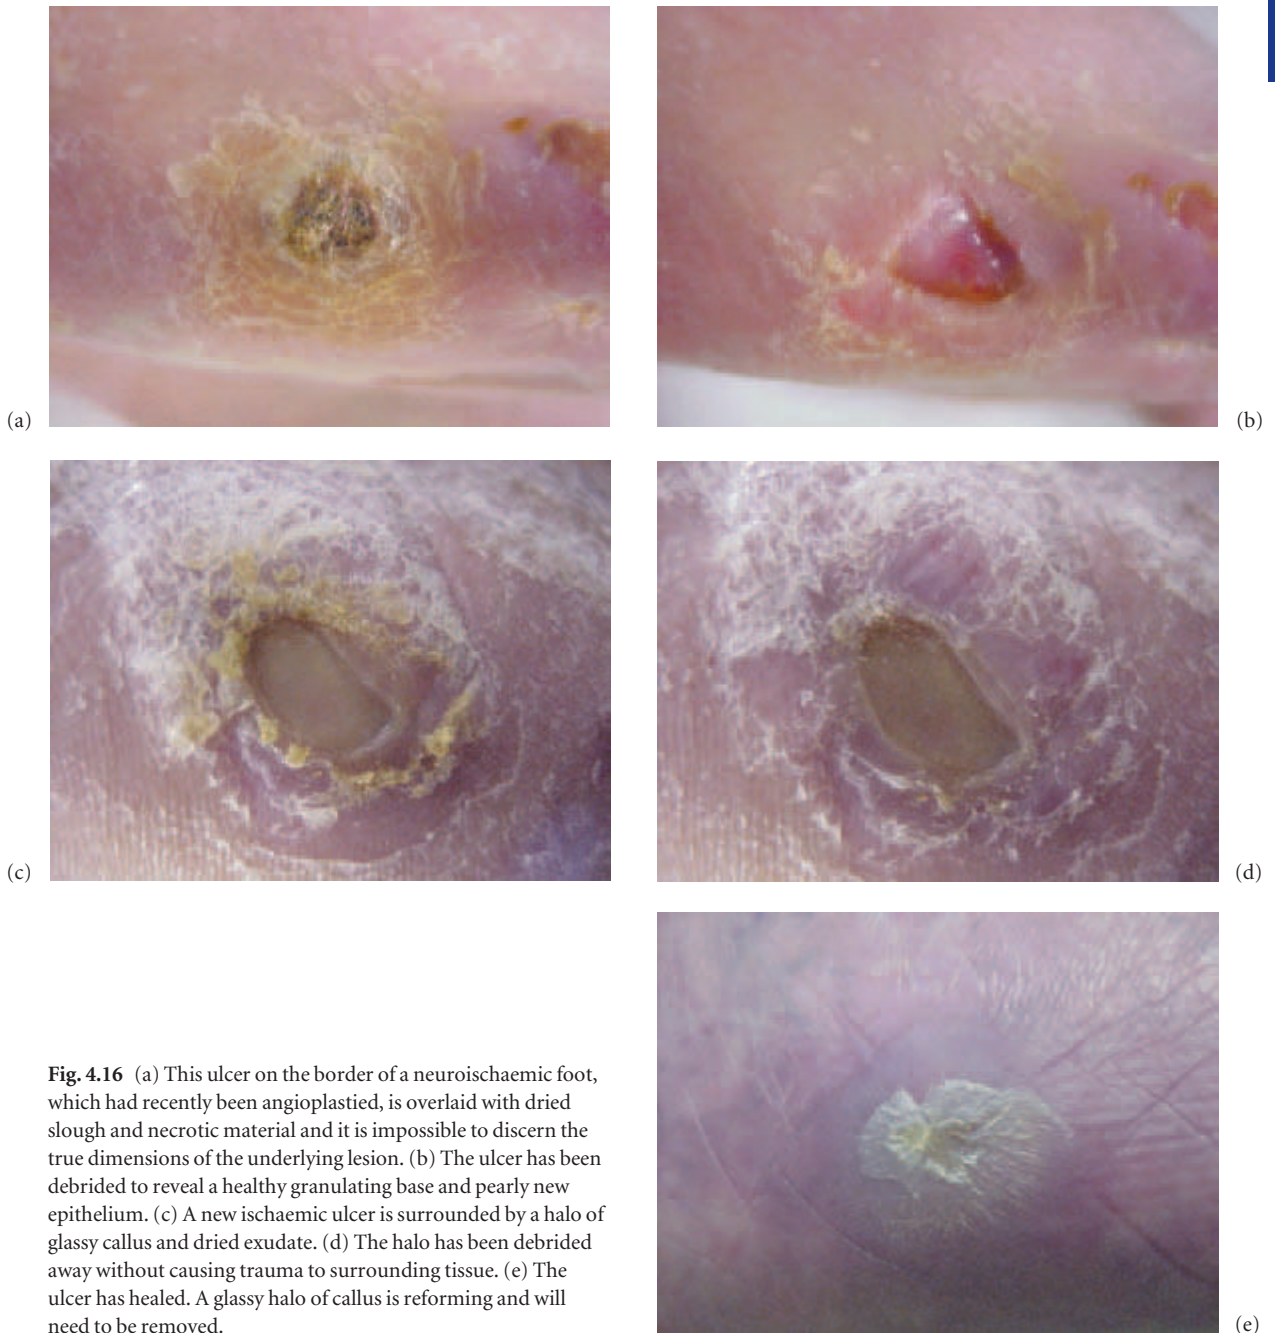 (a)
(b)
(c)
(d)
Fig. 4.16 (a) This ulcer on the border of a neuroischaemic foot,
which had recently been angioplastied, is overlaid with dried
slough and necrotic material and it is impossible to discern the
true dimensions of the underlying lesion. (b) The ulcer has been
debrided to reveal a healthy granulating base and pearly new
epithelium. (c) A new ischaemic ulcer is surrounded by a halo of
glassy callus and dried exudate. (d) The halo has been debrided
away without causing trauma to surrounding tissue. (e) The
ulcer has healed. A glassy halo of callus is reforming and will
need to be removed.
(e)